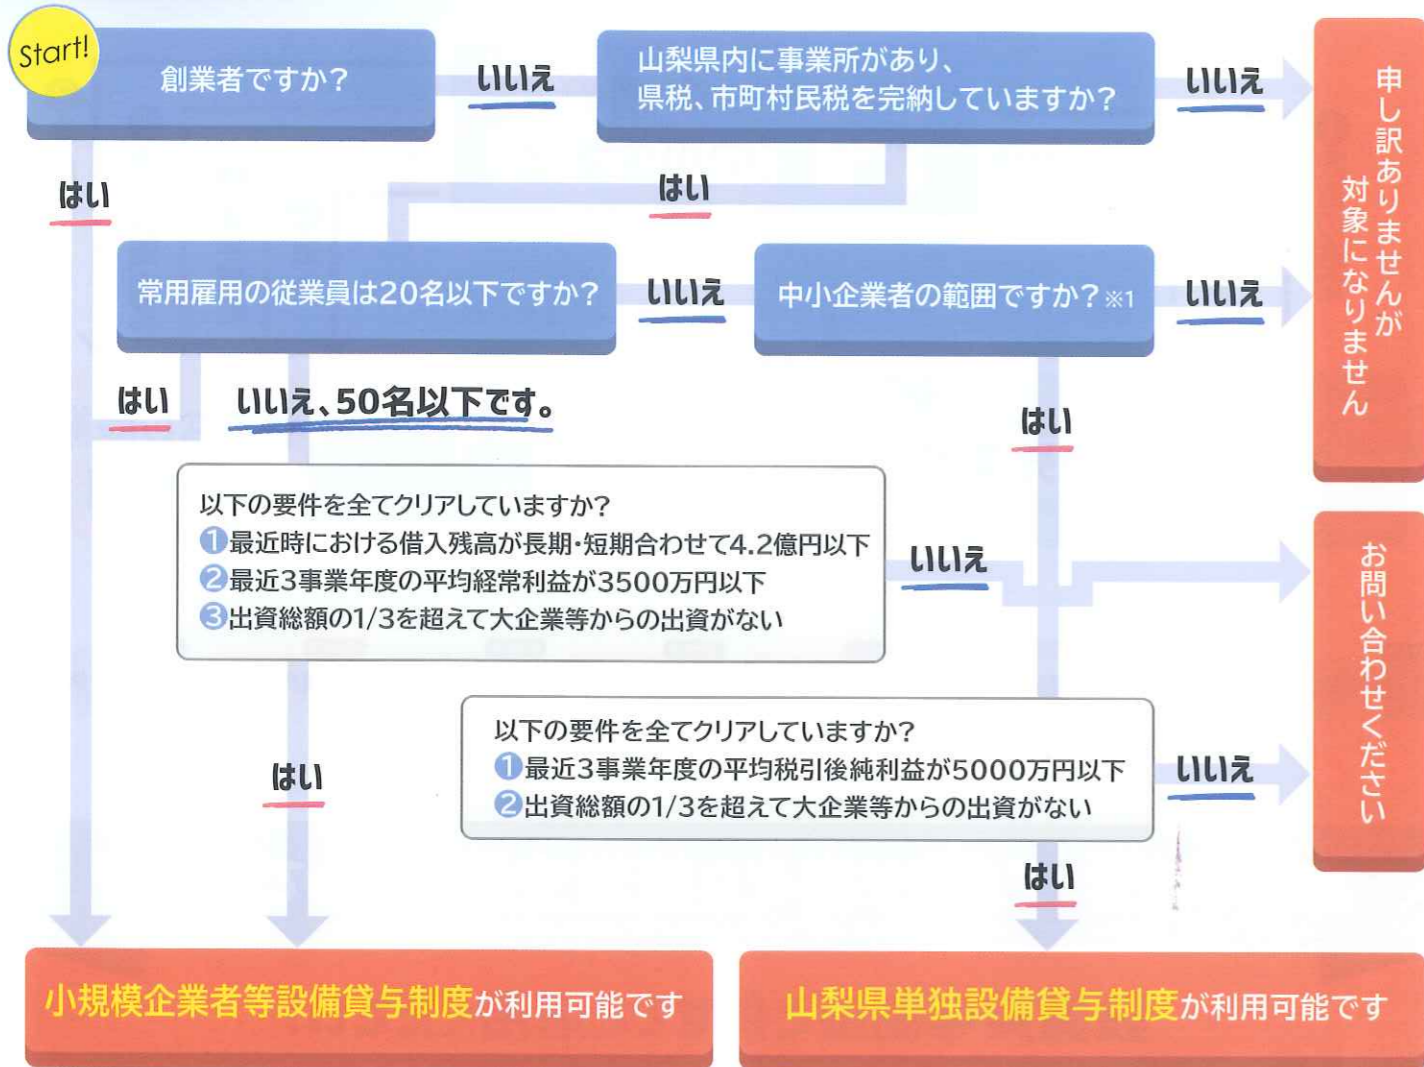 Start!
創業者ですか?
いいえ
山梨県内に事業所があり、
県税、市町村民税を完納していますか?
いいえ
申し訳ありませんが
対象になりません
はい
はい
常用雇用の従業員は20名以下ですか?
いいえ
中小企業者の範囲ですか?※1
いいえ
はい
いいえ、50名以下です。
はい
以下の要件を全てクリアしていますか?
①最近時における借入残高が長期・短期合わせて4.2億円以下
②最近3事業年度の平均経常利益が3500万円以下
③出資総額の1/3を超えて大企業等からの出資がない
いいえ
お問い合わせください
以下の要件を全てクリアしていますか?
①最近3事業年度の平均税引後純利益が5000万円以下
②出資総額の1/3を超えて大企業等からの出資がない
いいえ
はい
はい
小規模企業者等設備貸与制度が利用可能です
山梨県単独設備貸与制度が利用可能です